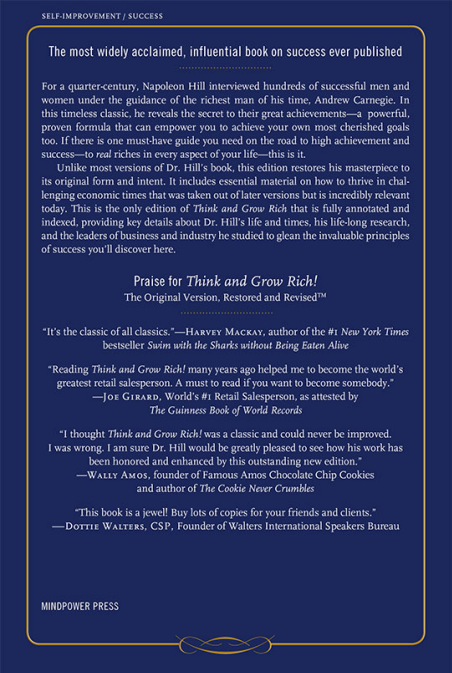 SELF-IMPROVEMENT / SUCCESS
The most widely acclaimed, influential book on success ever published
For a quarter-century, Napoleon Hill interviewed hundreds of successful men and
women under the guidance of the richest man of his time, Andrew Carnegie. In
this timeless classic, he reveals the secret to their great achievements—a powerful,
proven formula that can empower you to achieve your own most cherished goals
too. If there is one must-have guide you need on the road to high achievement and
success—to real riches in every aspect of your life—this is it.
Unlike most versions of Dr. Hill's book, this edition restores his masterpiece to
its original form and intent. It includes essential material on how to thrive in chal-
lenging economic times that was taken out of later versions but is incredibly relevant
today. This is the only edition of Think and Grow Rich that is fully annotated and
indexed, providing key details about Dr. Hill's life and times, his life-long research,
and the leaders of business and industry he studied to glean the invaluable principles
of success you'll discover here.
Praise for Think and Grow Rich!
The Original Version, Restored and Revised™
“It's the classic of all classics.”—HARVEY MACKAY, author of the #1 New York Times
bestseller Swim with the Sharks without Being Eaten Alive
“Reading Think and Grow Rich! many years ago helped me to become the world's
greatest retail salesperson. A must to read if you want to become somebody.”
—JOE GIRARD, World's #1 Retail Salesperson, as attested by
The Guinness Book of World Records
“I thought Think and Grow Rich! was a classic and could never be improved.
I was wrong. I am sure Dr. Hill would be greatly pleased to see how his work has
been honored and enhanced by this outstanding new edition.”
—WALLY AMOS, founder of Famous Amos Chocolate Chip Cookies
and author of The Cookie Never Crumbles
“This book is a jewel! Buy lots of copies for your friends and clients.”
—DOTTIE WALTERS, CSP, Founder of Walters International Speakers Bureau
MINDPOWER PRESS